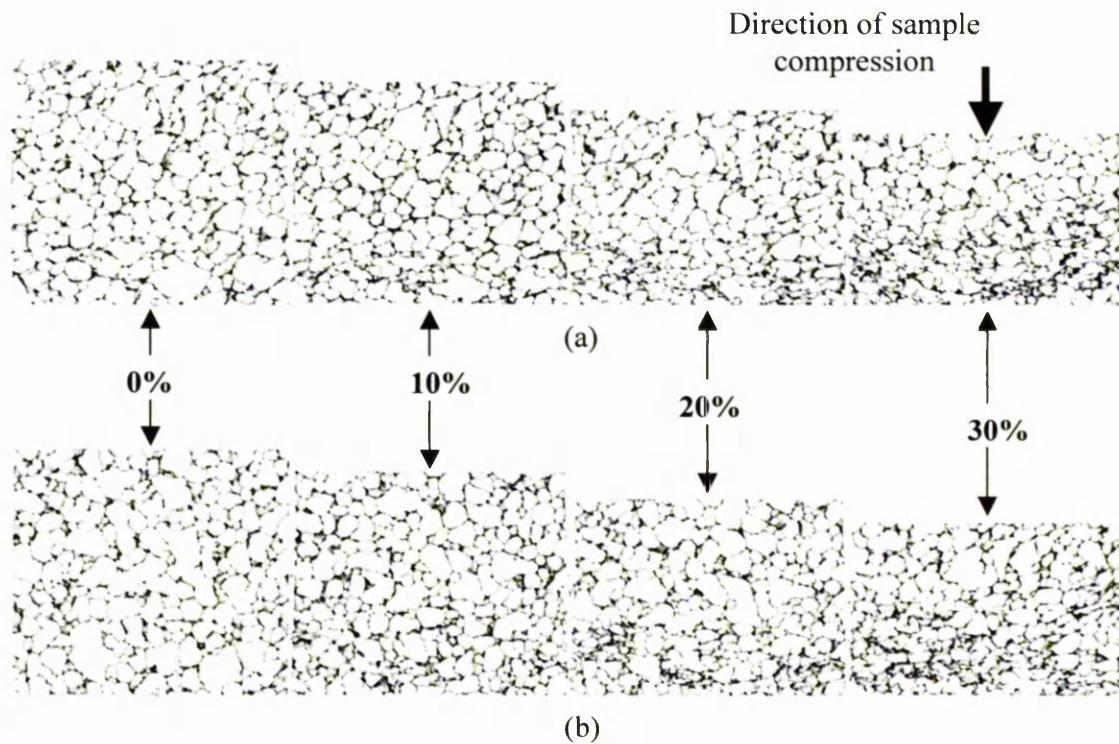 Direction of sample
compression
(a)
0%
10%
20%
30%
(b)